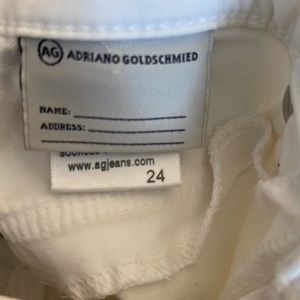 AG ADRIANO GOLDSCHMIED
NAME:
ADDRESS:
www.agjeans.com
24